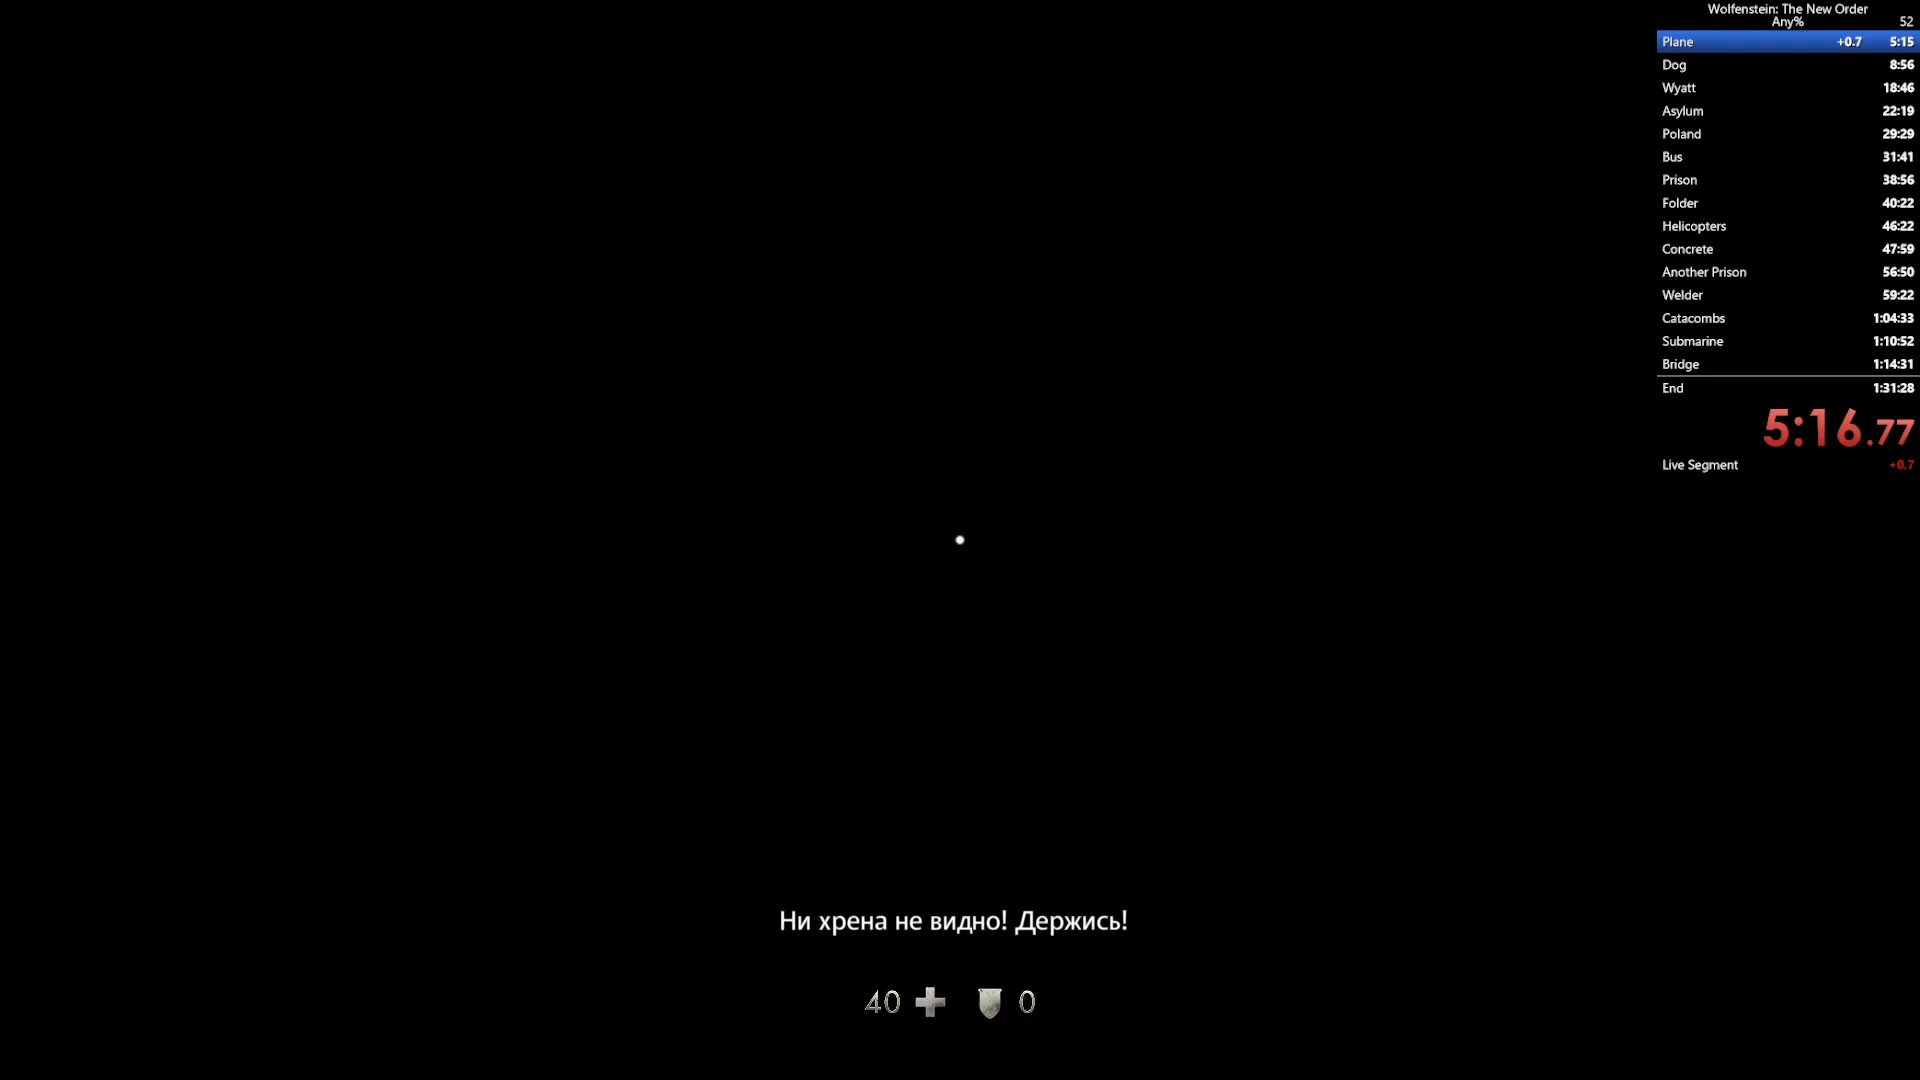 Wolfenstein: The New Order
Any% 52
Plane +0.7 5:15
Dog 8:56
Wyatt 18:46
Asylum 22:19
Poland 29:29
Bus 31:41
Prison 38:56
Folder 40:22
Helicopters 46:22
Concrete 47:59
Another Prison 56:50
Welder 59:22
Catacombs 1:04:33
Submarine 1:10:52
Bridge 1:14:31
End 1:31:28
5:16.77
Live Segment +0.7
Ни хрена не видно! Держись!
40 0